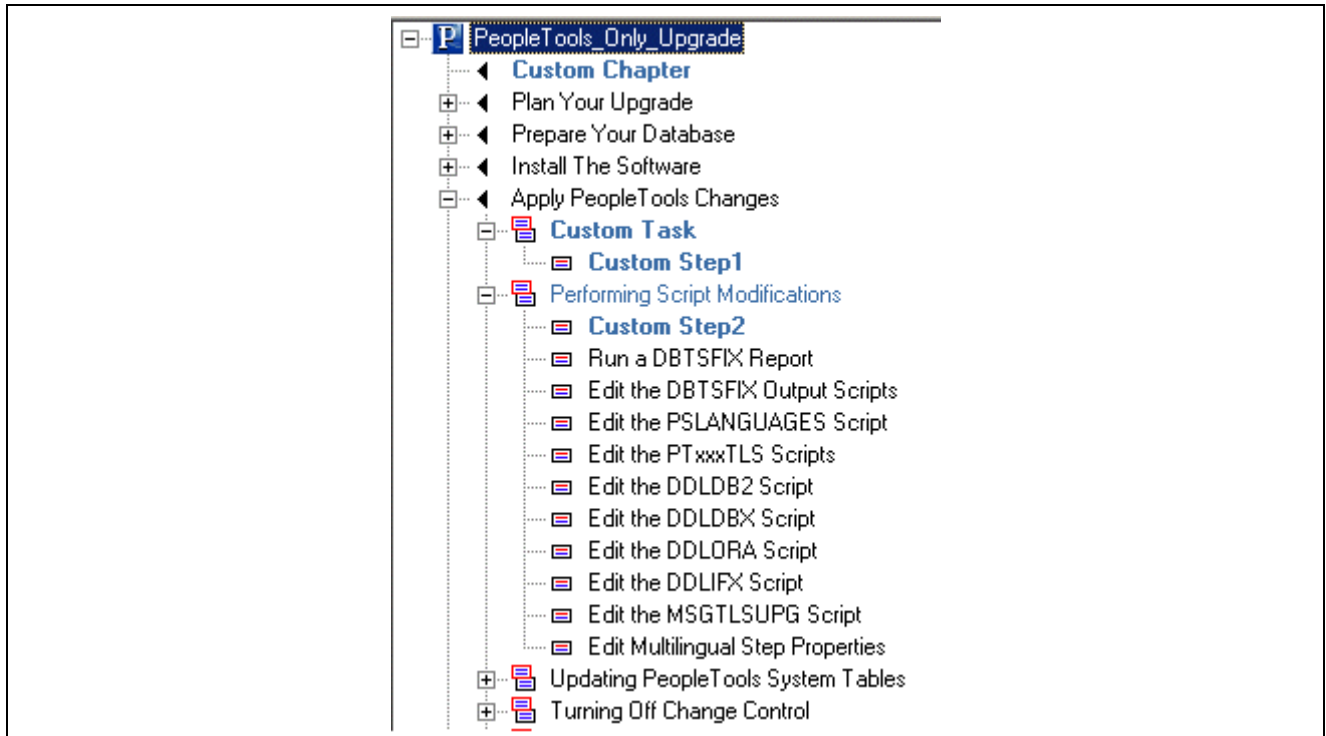 PeopleTools_Only_Upgrade
Custom Chapter
Plan Your Upgrade
Prepare Your Database
Install The Software
Apply PeopleTools Changes
Custom Task
Custom Step1
Performing Script Modifications
Custom Step2
Run a DBTSFIX Report
Edit the DBTSFIX Output Scripts
Edit the PSLANGUAGES Script
Edit the PTxxxTLS Scripts
Edit the DDLDB2 Script
Edit the DDLDBX Script
Edit the DDLORA Script
Edit the DDLIFX Script
Edit the MSGTLSUPG Script
Edit Multilingual Step Properties
Updating PeopleTools System Tables
Turning Off Change Control